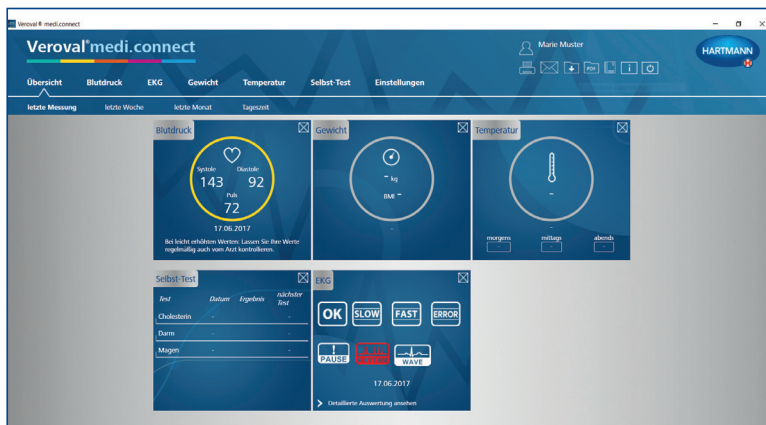 Veroval® medi.connect
Veroval® medi.connect
Marie Muster
HARTMANN
PDF
i
Übersicht Blutdruck EKG Gewicht Temperatur Selbst-Test Einstellungen
letzte Messung letzte Woche letzter Monat Tageszeit
Blutdruck
Systole Diastole
143 92
Puls
72
17.06.2017
Bei leicht erhöhten Werten: Lassen Sie Ihre Werte
regelmäßig auch vom Arzt kontrollieren.
Gewicht
- kg
BMI -
-
Temperatur
-
-
morgens mittags abends
- - -
Selbst-Test
Test Datum Ergebnis nächster
Test
Cholesterin - -
Darm - -
Magen - -
EKG
OK SLOW FAST ERROR
! PAUSE WAVE
17.06.2017
> Detaillierte Auswertung ansehen